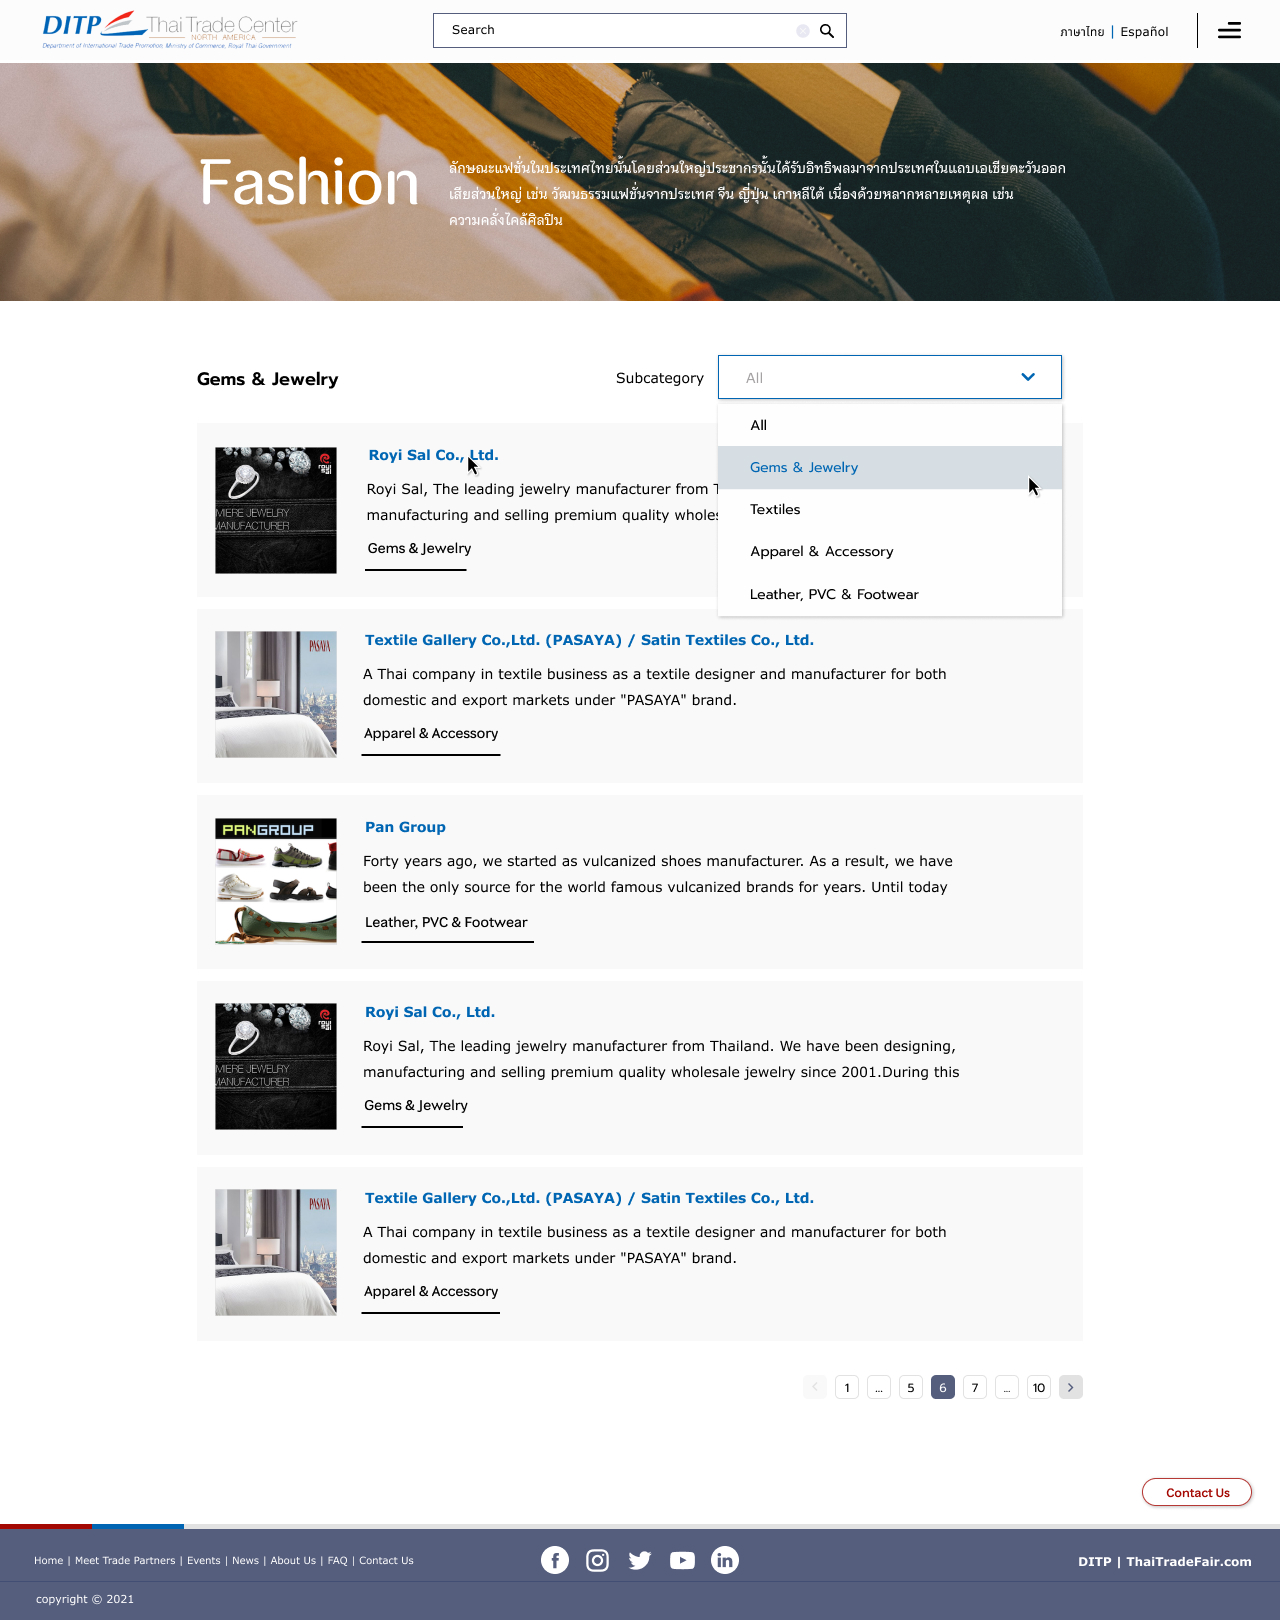 DITP Thai Trade Center
NORTH AMERICA
Department of International Trade Promotion Ministry of Commerce, Royal Thai Government
Search
ภาษาไทย | Español
Fashion
ลักษณะแฟชั่นในประเทศไทยนั้นโดยส่วนใหญ่ประชากรนั้นได้รับอิทธิพลมาจากประเทศในแถบเอเชียตะวันออก
เสียส่วนใหญ่ เช่น วัฒนธรรมแฟชั่นจากประเทศ จีน ญี่ปุ่น เกาหลีใต้ เนื่องด้วยหลากหลายเหตุผล เช่น
ความคลั่งไคล้ศิลปิน
Gems & Jewelry
Subcategory
All
All
Gems & Jewelry
Textiles
Apparel & Accessory
Leather, PVC & Footwear
royi sal
MIERE JEWELRY
MANUFACTURER
Royi Sal Co., Ltd.
Royi Sal, The leading jewelry manufacturer from
manufacturing and selling premium quality
Gems & Jewelry
PASAYA
Textile Gallery Co.,Ltd. (PASAYA) / Satin Textiles Co., Ltd.
A Thai company in textile business as a textile designer and manufacturer for both
domestic and export markets under "PASAYA" brand.
Apparel & Accessory
PANGROUP
Pan Group
Forty years ago, we started as vulcanized shoes manufacturer. As a result, we have
been the only source for the world famous vulcanized brands for years. Until today
Leather, PVC & Footwear
royi sal
MIERE JEWELRY
MANUFACTURER
Royi Sal Co., Ltd.
Royi Sal, The leading jewelry manufacturer from Thailand. We have been designing,
manufacturing and selling premium quality wholesale jewelry since 2001.During this
Gems & Jewelry
PASAYA
Textile Gallery Co.,Ltd. (PASAYA) / Satin Textiles Co., Ltd.
A Thai company in textile business as a textile designer and manufacturer for both
domestic and export markets under "PASAYA" brand.
Apparel & Accessory
1 ... 5 6 7 ... 10
Contact Us
Home | Meet Trade Partners | Events | News | About Us | FAQ | Contact Us
DITP | ThaiTradeFair.com
copyright © 2021